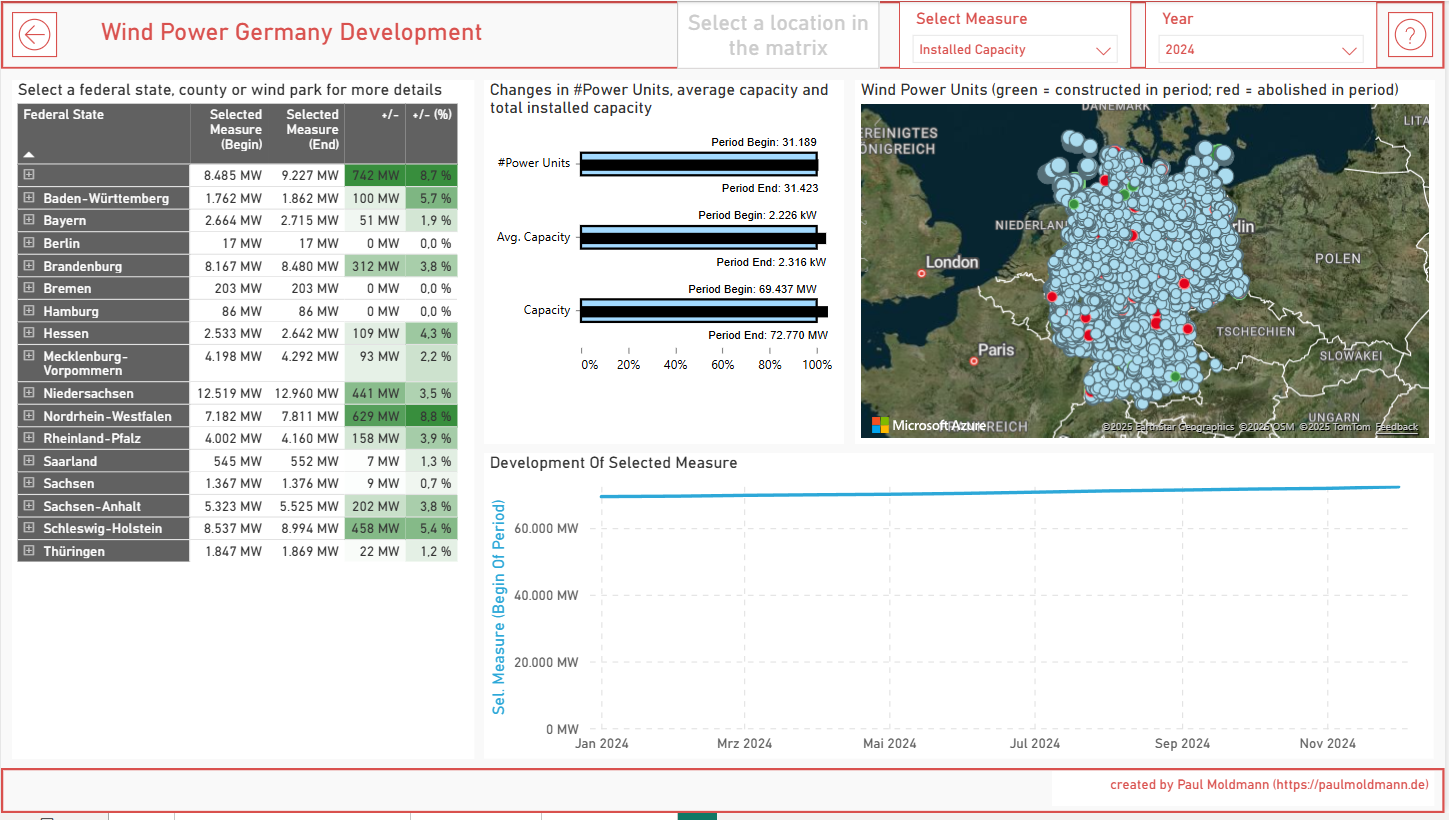 Wind Power Germany Development
Select a location in
the matrix
Select Measure
Installed Capacity
Year
2024
?
Select a federal state, county or wind park for more details
Federal State
Selected
Measure
(Begin)
Selected
Measure
(End)
+/-
+/- (%)
8.485 MW 9.227 MW 742 MW 8,7 %
Baden-Württemberg 1.762 MW 1.862 MW 100 MW 5,7 %
Bayern 2.664 MW 2.715 MW 51 MW 1,9 %
Berlin 17 MW 17 MW 0 MW 0,0 %
Brandenburg 8.167 MW 8.480 MW 312 MW 3,8 %
Bremen 203 MW 203 MW 0 MW 0,0 %
Hamburg 86 MW 86 MW 0 MW 0,0 %
Hessen 2.533 MW 2.642 MW 109 MW 4,3 %
Mecklenburg- 4.198 MW 4.292 MW 93 MW 2,2 %
Vorpommern
Niedersachsen 12.519 MW 12.960 MW 441 MW 3,5 %
Nordrhein-Westfalen 7.182 MW 7.811 MW 629 MW 8,8 %
Rheinland-Pfalz 4.002 MW 4.160 MW 158 MW 3,9 %
Saarland 545 MW 552 MW 7 MW 1,3 %
Sachsen 1.367 MW 1.376 MW 9 MW 0,7 %
Sachsen-Anhalt 5.323 MW 5.525 MW 202 MW 3,8 %
Schleswig-Holstein 8.537 MW 8.994 MW 458 MW 5,4 %
Thüringen 1.847 MW 1.869 MW 22 MW 1,2 %
Changes in #Power Units, average capacity and
total installed capacity
Period Begin: 31.189
#Power Units
Period End: 31.423
Period Begin: 2.226 kW
Avg. Capacity
Period End: 2.316 kW
Period Begin: 69.437 MW
Capacity
Period End: 72.770 MW
0% 20% 40% 60% 80% 100%
Wind Power Units (green = constructed in period; red = abolished in period)
DÄNEMARK
LITA
EREINIGTES
ÖNIGREICH
NIEDERLAN
rlin
London
POLEN
Paris
TSCHECHIEN
SLOWAKEI
UNGARN
REICH
Microsoft Azure
©2025 Earthstar Geographics ©2025 OSM ©2025 TomTom Feedback
Development Of Selected Measure
Sel. Measure (Begin Of Period)
60.000 MW
40.000 MW
20.000 MW
0 MW
Jan 2024 Mrz 2024 Mai 2024 Jul 2024 Sep 2024 Nov 2024
created by Paul Moldmann (https://paulmoldmann.de)